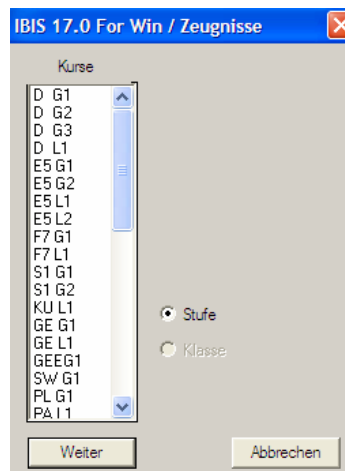 IBIS 17.0 For Win / Zeugnisse
Kurse
D G1
D G2
D G3
D L1
E5 G1
E5 G2
E5 L1
E5 L2
F7 G1
F7 L1
S1 G1
S1 G2
KU L1
GE G1
GE L1
GEEG1
SW G1
PL G1
PA L1
Stufe
Klasse
Weiter
Abbrechen